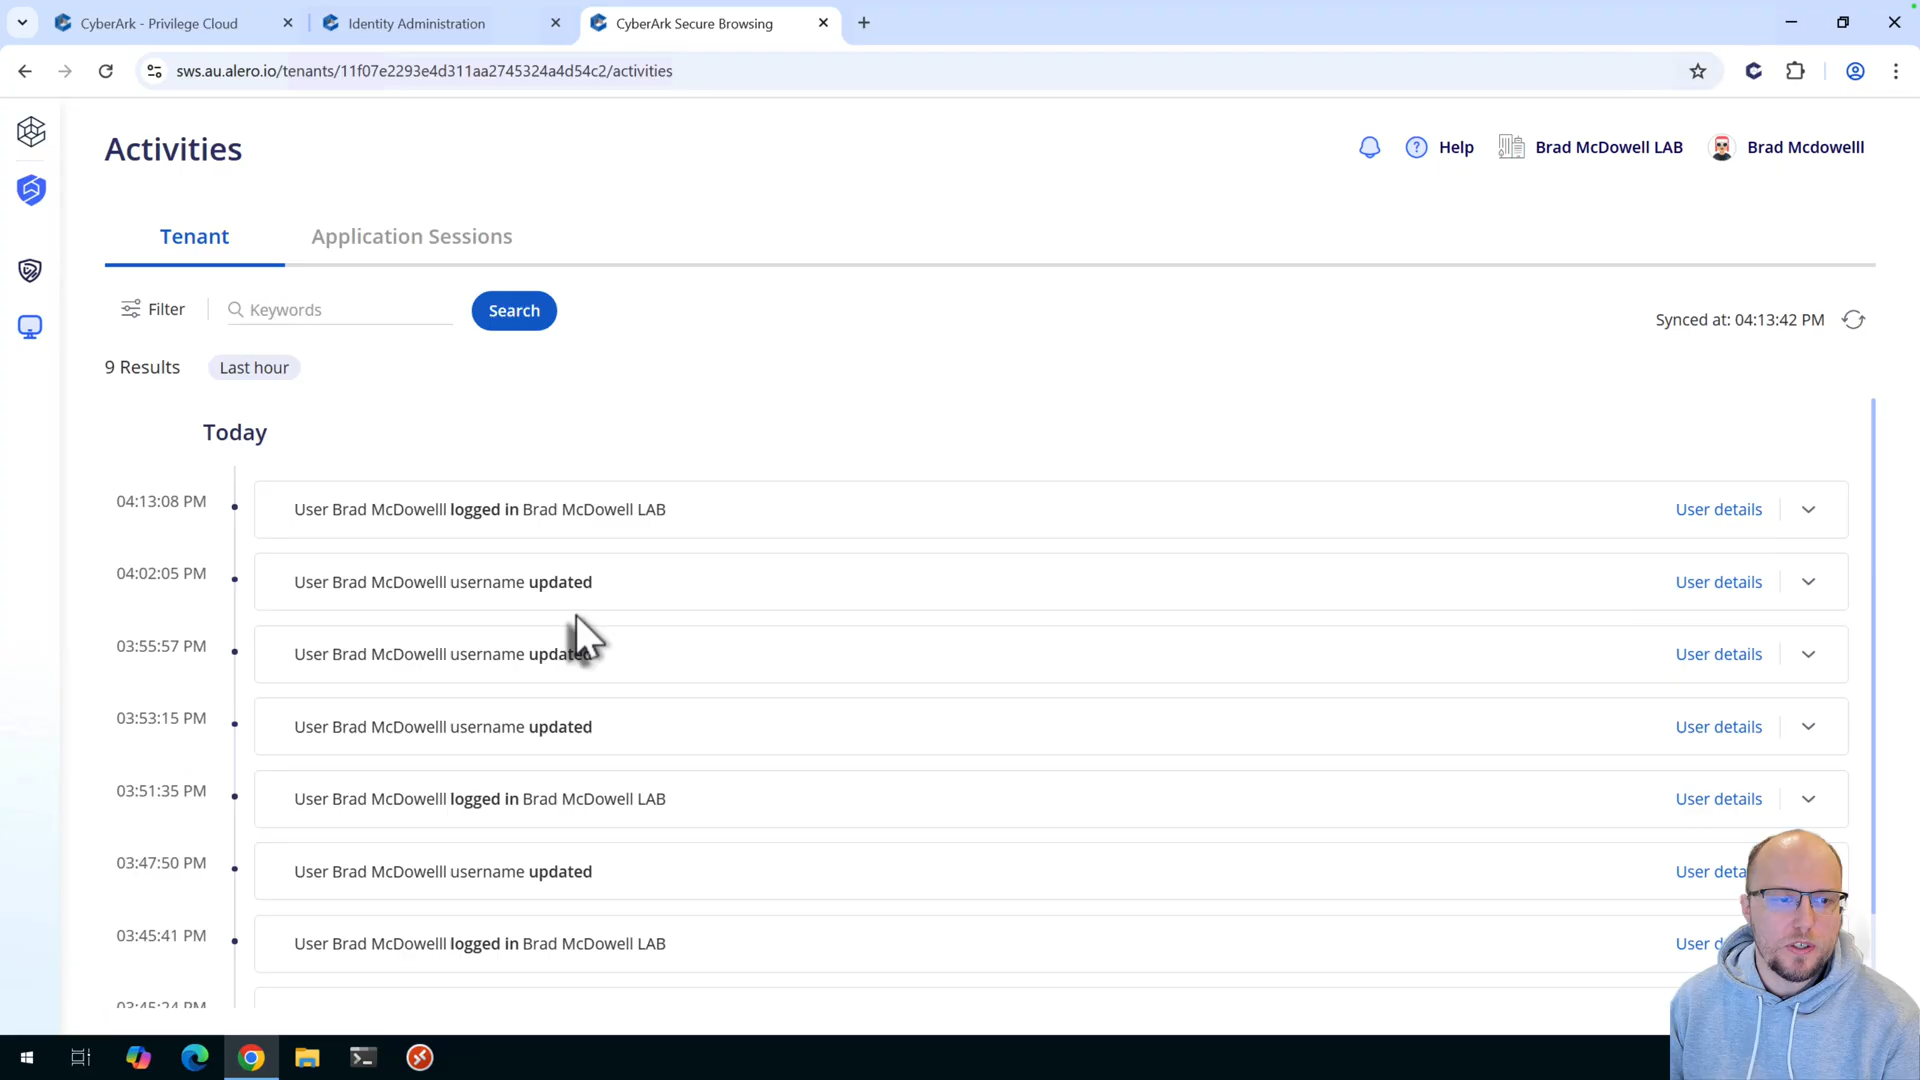 CyberArk - Privilege Cloud
Identity Administration
CyberArk Secure Browsing
sws.au.alero.io/tenants/11f07e2293e4d311aa2745324a4d54c2/activities
Activities
Help
Brad McDowell LAB
Brad Mcdowelll
Tenant
Application Sessions
Filter
Keywords
Search
Synced at: 04:13:42 PM
9 Results
Last hour
Today
04:13:08 PM
User Brad McDowelll logged in Brad McDowell LAB
User details
04:02:05 PM
User Brad McDowelll username updated
User details
03:55:57 PM
User Brad McDowelll username updated
User details
03:53:15 PM
User Brad McDowelll username updated
User details
03:51:35 PM
User Brad McDowelll logged in Brad McDowell LAB
User details
03:47:50 PM
User Brad McDowelll username updated
User deta
03:45:41 PM
User Brad McDowelll logged in Brad McDowell LAB
User d
03:45:24 PM